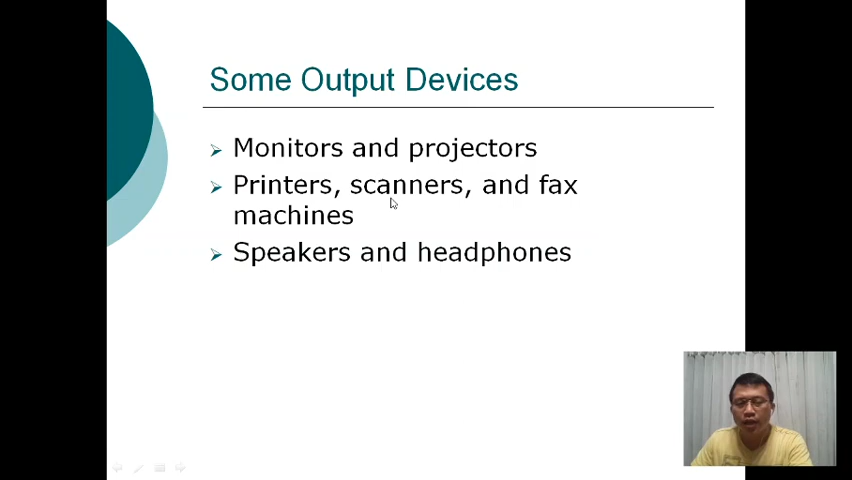 Some Output Devices
Monitors and projectors
Printers, scanners, and fax
machines
Speakers and headphones